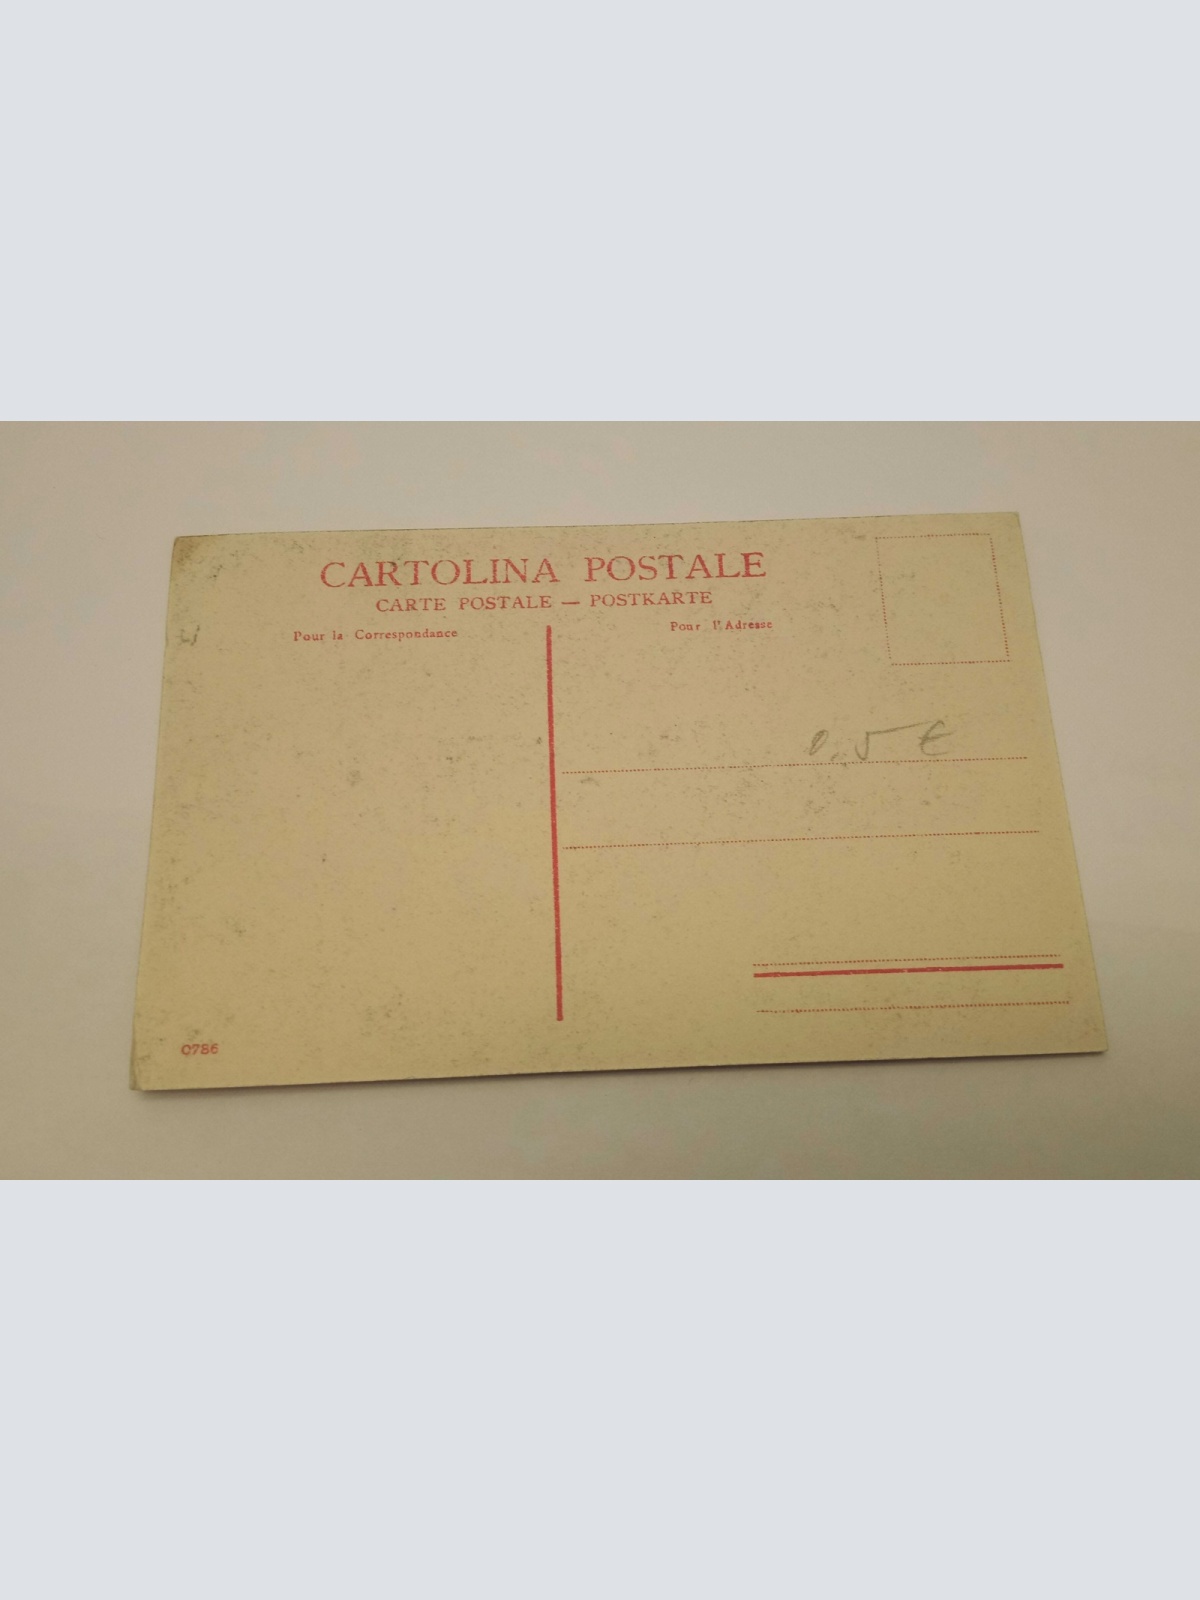 CARTOLINA POSTALE
CARTE POSTALE — POSTKARTE
Pour la Correspondance
Pour l'Adresse
0,5 €
0786